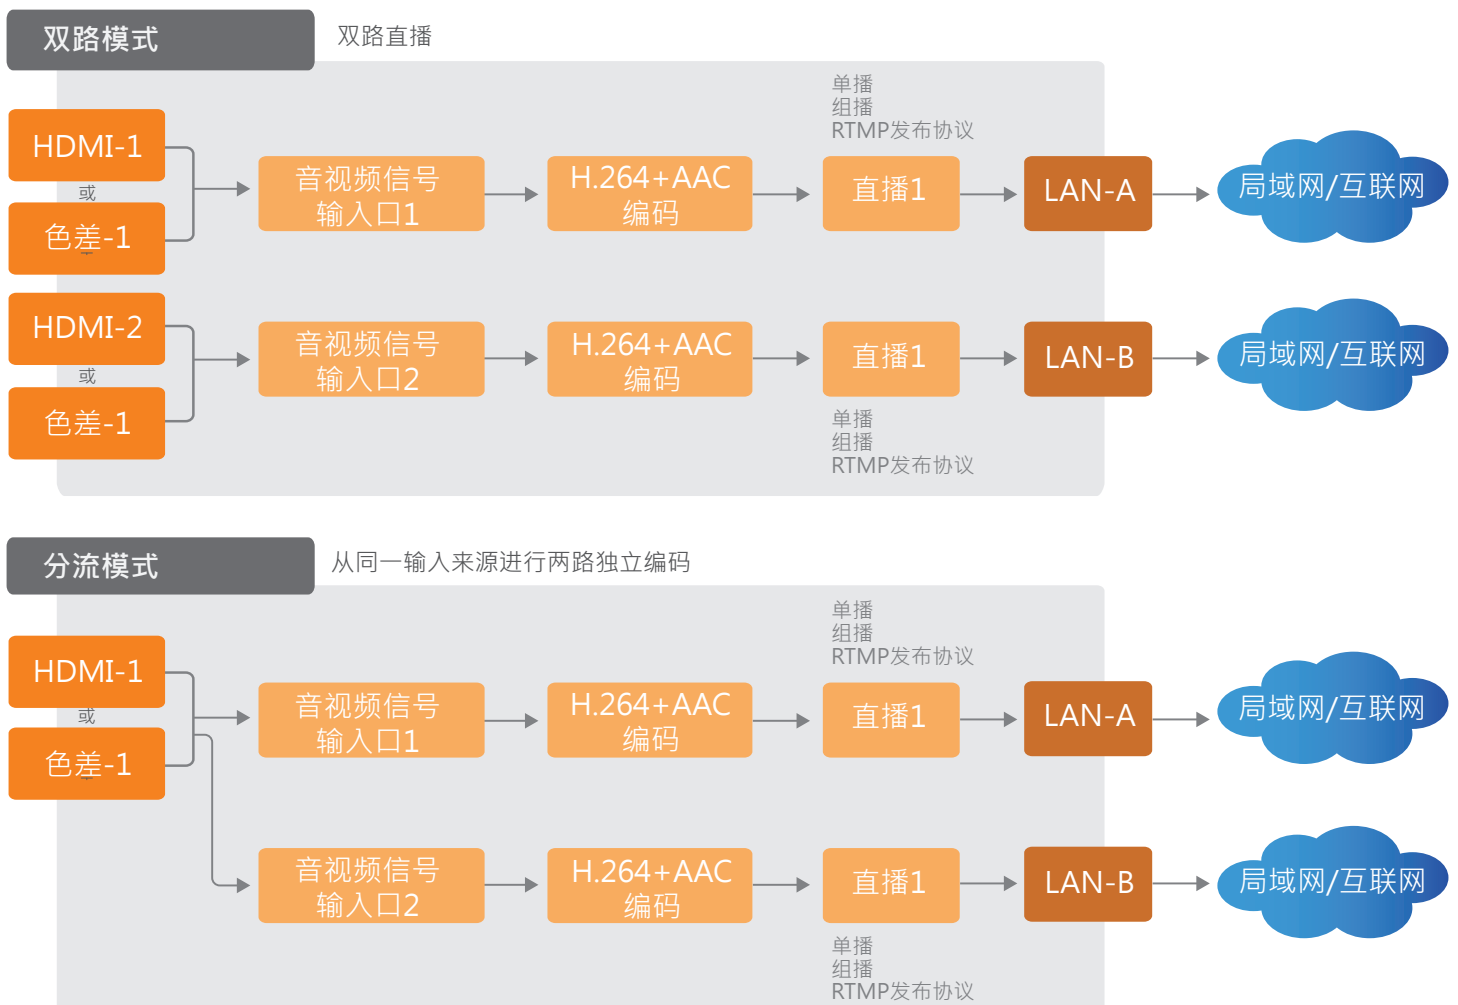 双路模式
双路直播
单播
组播
RTMP发布协议
HDMI-1
或
色差-1
音视频信号
输入口1
H.264+AAC
编码
直播1
LAN-A
局域网/互联网
HDMI-2
或
色差-1
音视频信号
输入口2
H.264+AAC
编码
直播1
LAN-B
局域网/互联网
单播
组播
RTMP发布协议
分流模式
从同一输入来源进行两路独立编码
单播
组播
RTMP发布协议
HDMI-1
或
色差-1
音视频信号
输入口1
H.264+AAC
编码
直播1
LAN-A
局域网/互联网
音视频信号
输入口2
H.264+AAC
编码
直播1
LAN-B
局域网/互联网
单播
组播
RTMP发布协议